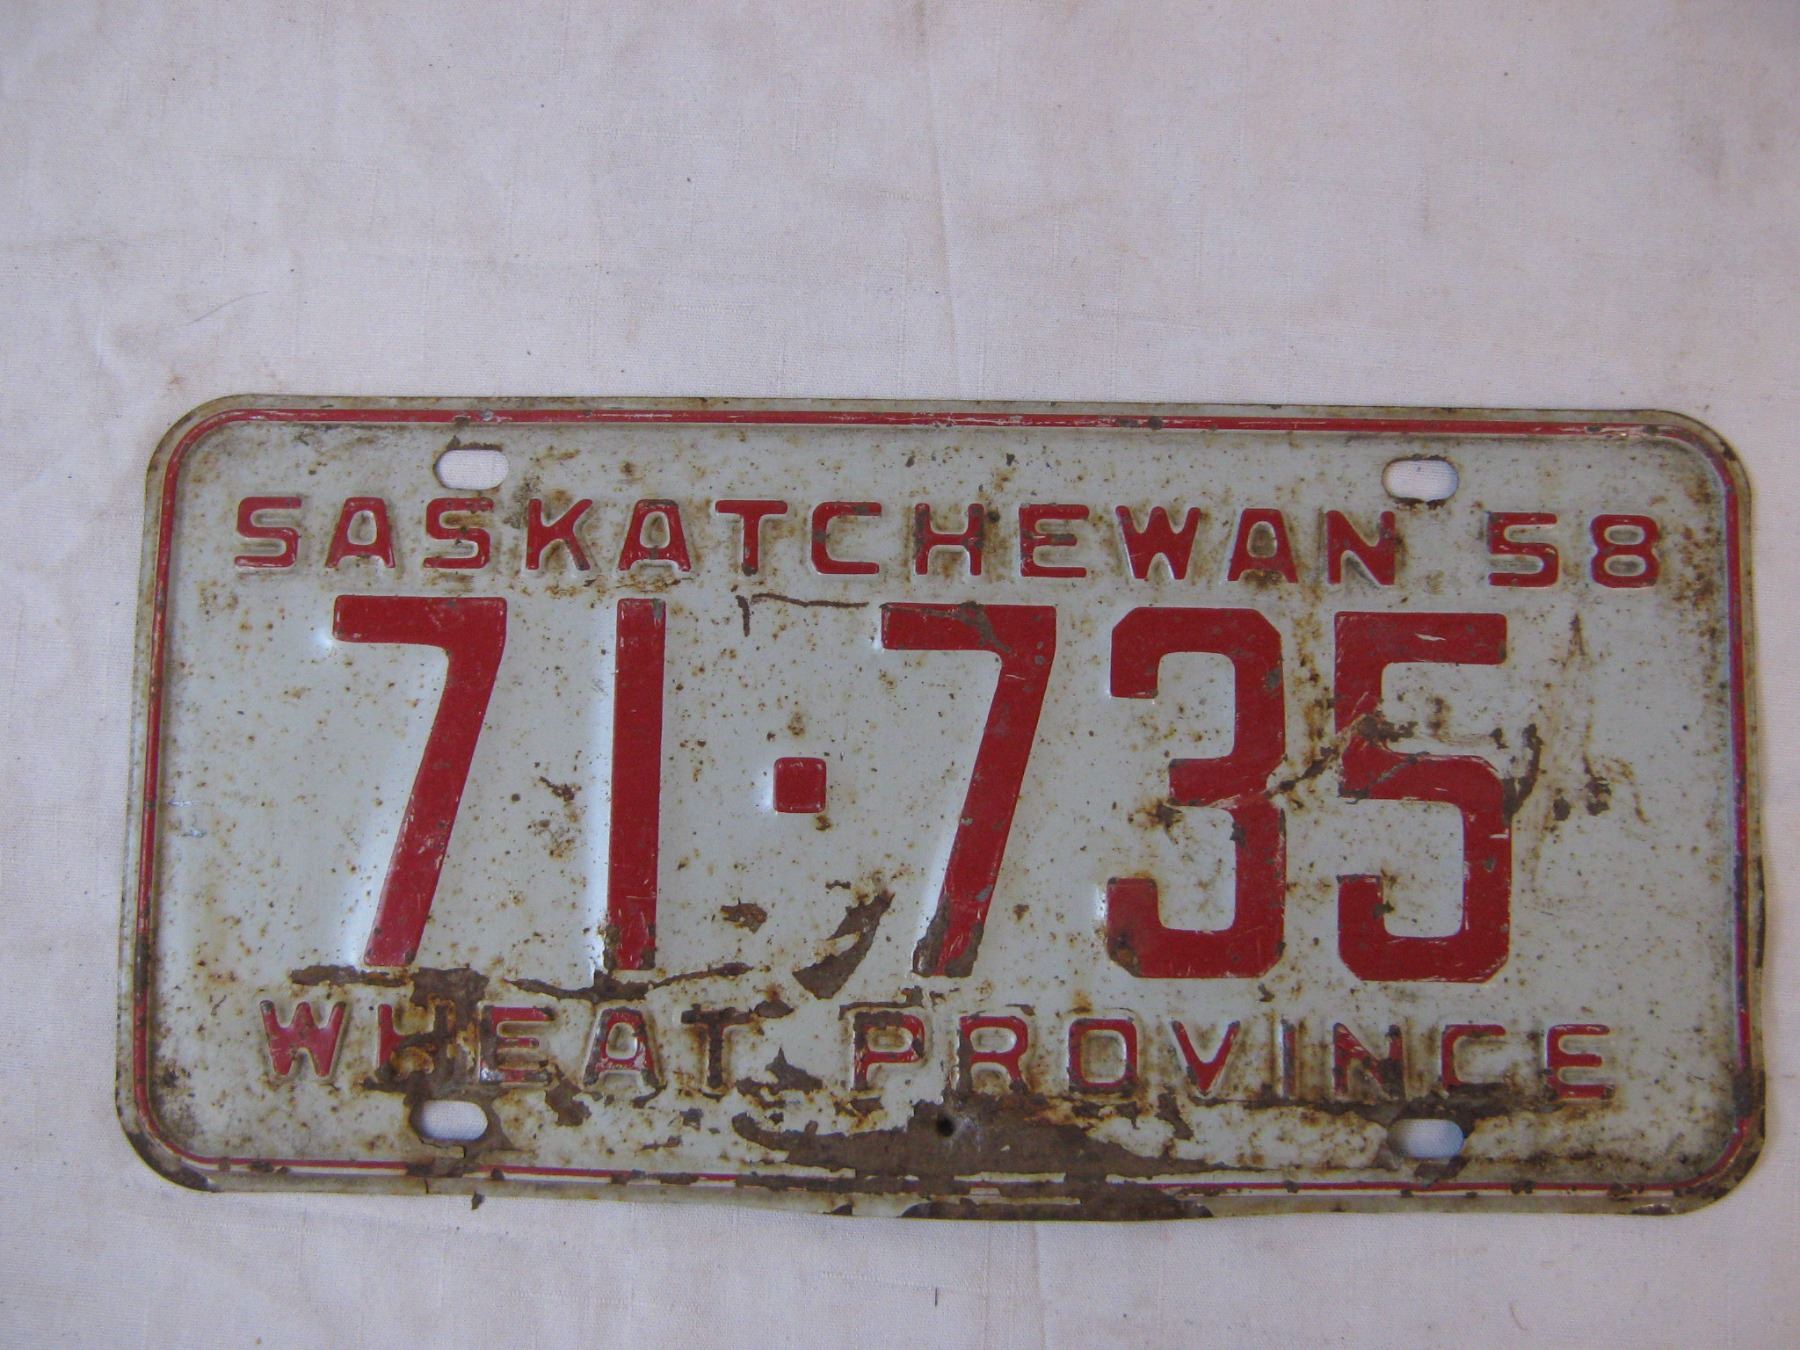 SASKATCHEWAN 58
71·735
WHEAT PROVINCE